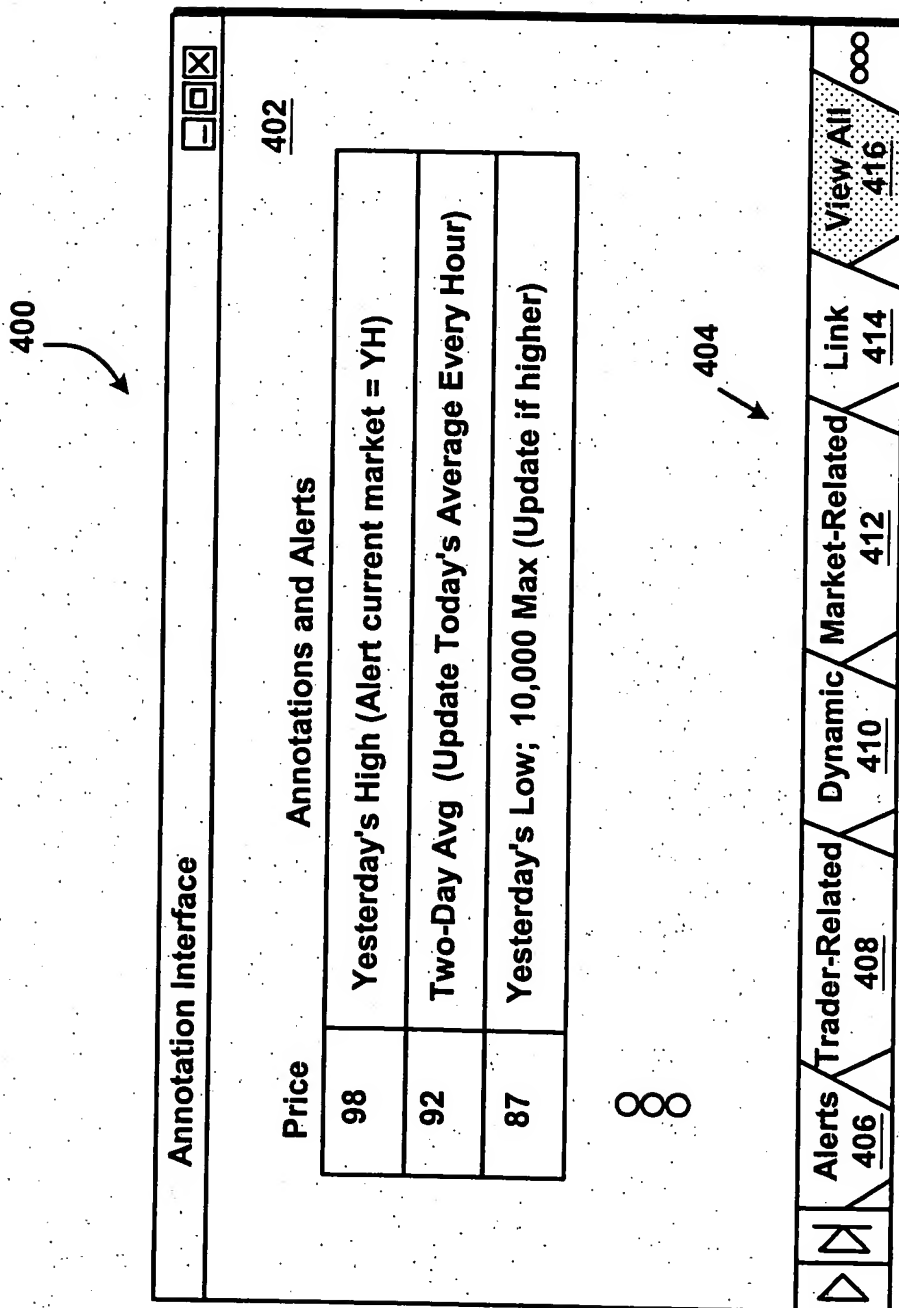 400
Annotation Interface
402
Price Annotations and Alerts
98 Yesterday's High (Alert current market = YH)
92 Two-Day Avg (Update Today's Average Every Hour)
87 Yesterday's Low; 10,000 Max (Update if higher)
404
Alerts Trader-Related Dynamic Market-Related Link View All
406 408 410 412 414 416